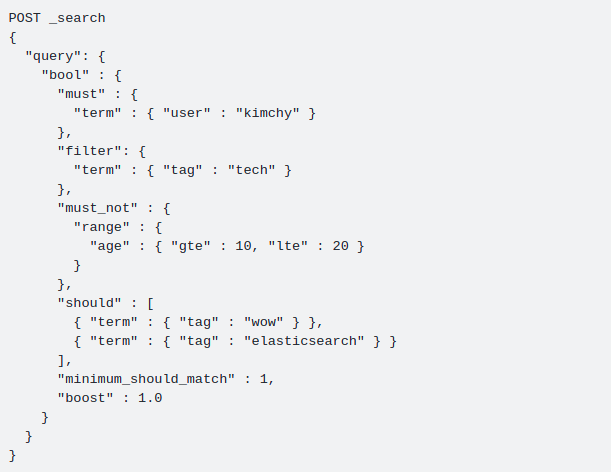 POST _search
{
  "query": {
    "bool" : {
      "must" : {
        "term" : { "user" : "kimchy" }
      },
      "filter": {
        "term" : { "tag" : "tech" }
      },
      "must_not" : {
        "range" : {
          "age" : { "gte" : 10, "lte" : 20 }
        }
      },
      "should" : [
        { "term" : { "tag" : "wow" } },
        { "term" : { "tag" : "elasticsearch" } }
      ],
      "minimum_should_match" : 1,
      "boost" : 1.0
    }
  }
}